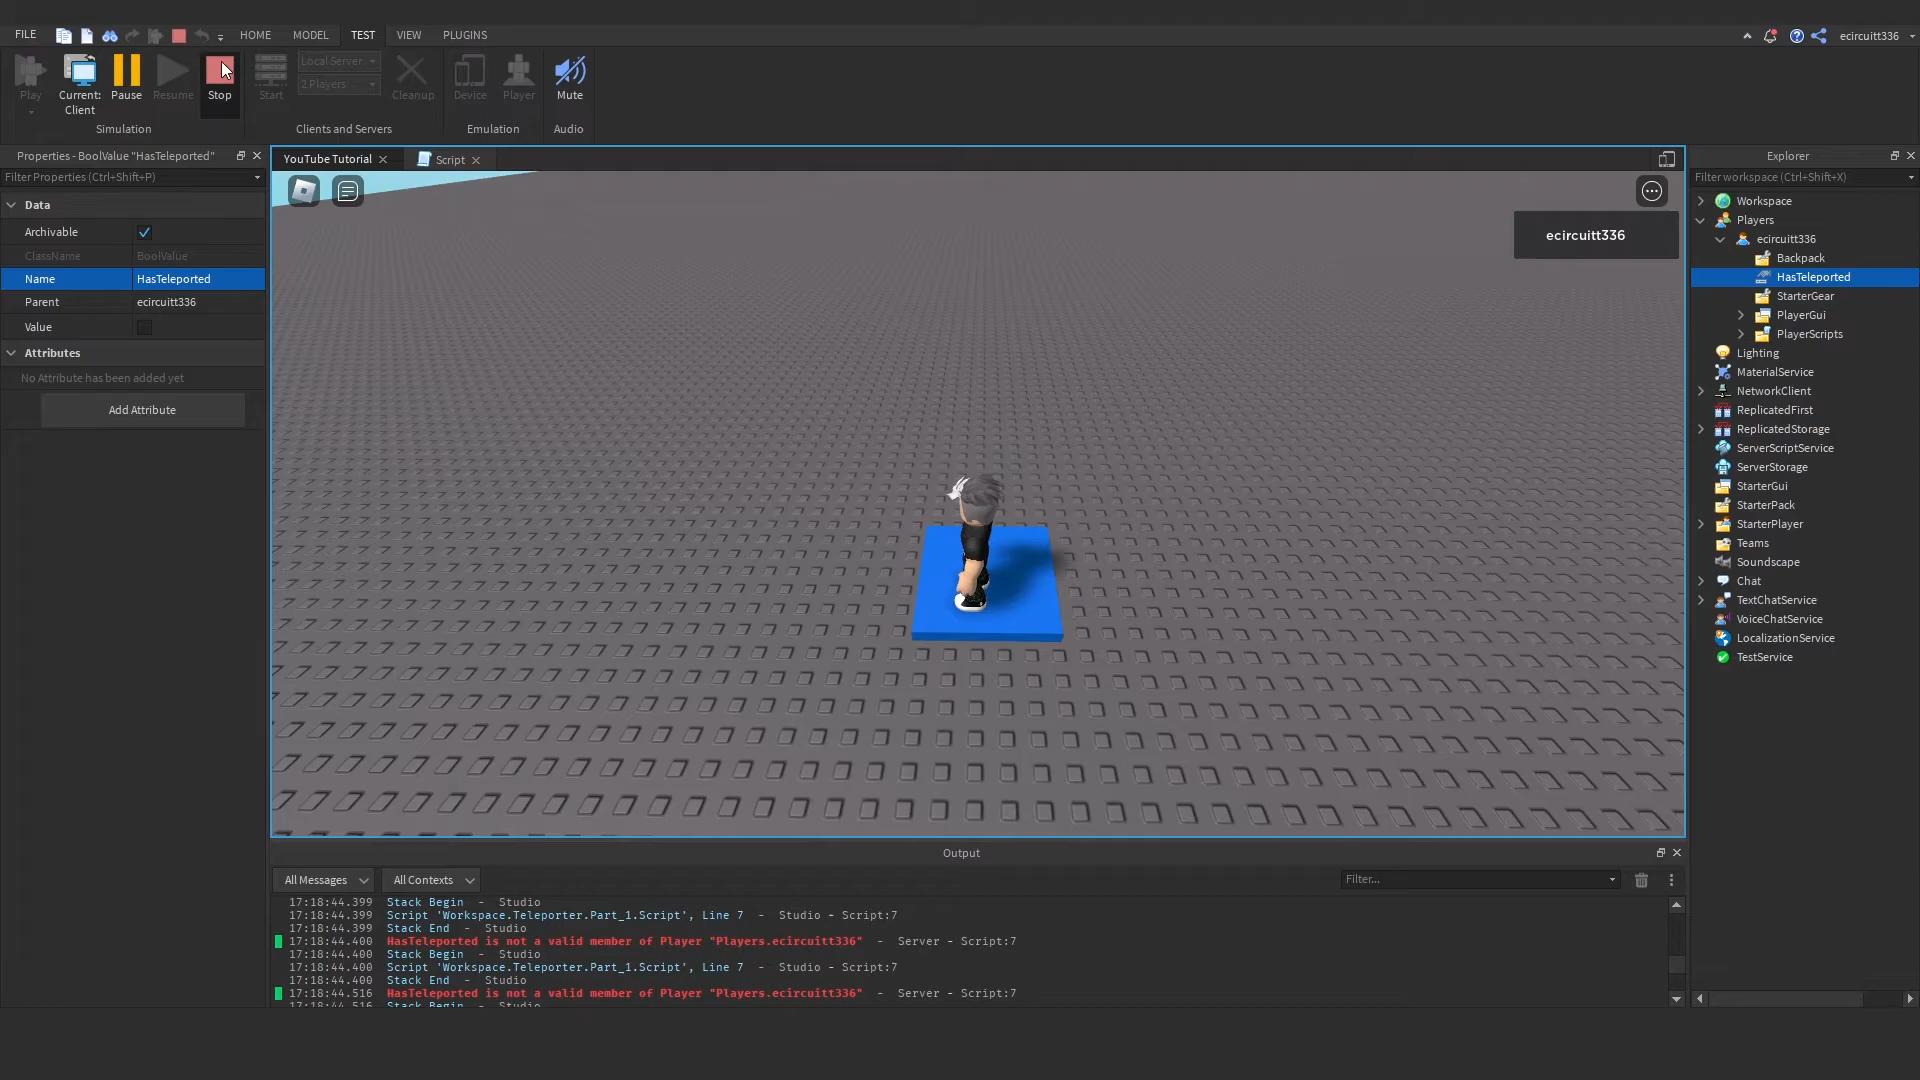 FILE
HOME
MODEL
TEST
VIEW
PLUGINS
ecircuitt336
Play
Current:
Client
Pause
Resume
Stop
Start
Local Server
2 Players
Cleanup
Device
Player
Mute
Simulation
Clients and Servers
Emulation
Audio
Properties - BoolValue "HasTeleported"
Filter Properties (Ctrl+Shift+P)
Data
Archivable
ClassName BoolValue
Name HasTeleported
Parent ecircuitt336
Value
Attributes
No Attribute has been added yet
Add Attribute
YouTube Tutorial
Script
ecircuitt336
Explorer
Filter workspace (Ctrl+Shift+X)
Workspace
Players
ecircuitt336
Backpack
HasTeleported
StarterGear
PlayerGui
PlayerScripts
Lighting
MaterialService
NetworkClient
ReplicatedFirst
ReplicatedStorage
ServerScriptService
ServerStorage
StarterGui
StarterPack
StarterPlayer
Teams
Soundscape
Chat
TextChatService
VoiceChatService
LocalizationService
TestService
Output
All Messages
All Contexts
Filter...
17:18:44.399 Stack Begin - Studio
17:18:44.399 Script 'Workspace.Teleporter.Part_1.Script', Line 7 - Studio - Script:7
17:18:44.399 Stack End - Studio
17:18:44.400 HasTeleported is not a valid member of Player "Players.ecircuitt336" - Server - Script:7
17:18:44.400 Stack Begin - Studio
17:18:44.400 Script 'Workspace.Teleporter.Part_1.Script', Line 7 - Studio - Script:7
17:18:44.400 Stack End - Studio
17:18:44.516 HasTeleported is not a valid member of Player "Players.ecircuitt336" - Server - Script:7
17:18:44.516 Stack Begin - Studio